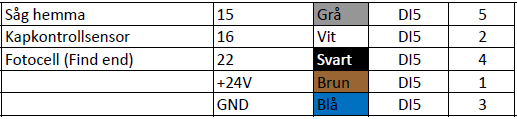 Såg hemma 15 Grå DI5 5
Kapkontrollsensor 16 Vit DI5 2
Fotocell (Find end) 22 Svart DI5 4
+24V Brun DI5 1
GND Blå DI5 3